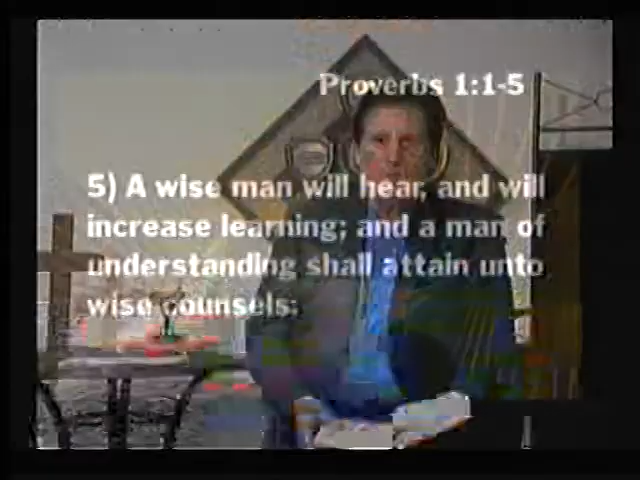 Proverbs 1:1-5
5) A wise man will hear, and will
increase learning; and a man of
understanding shall attain unto
wise counsels: